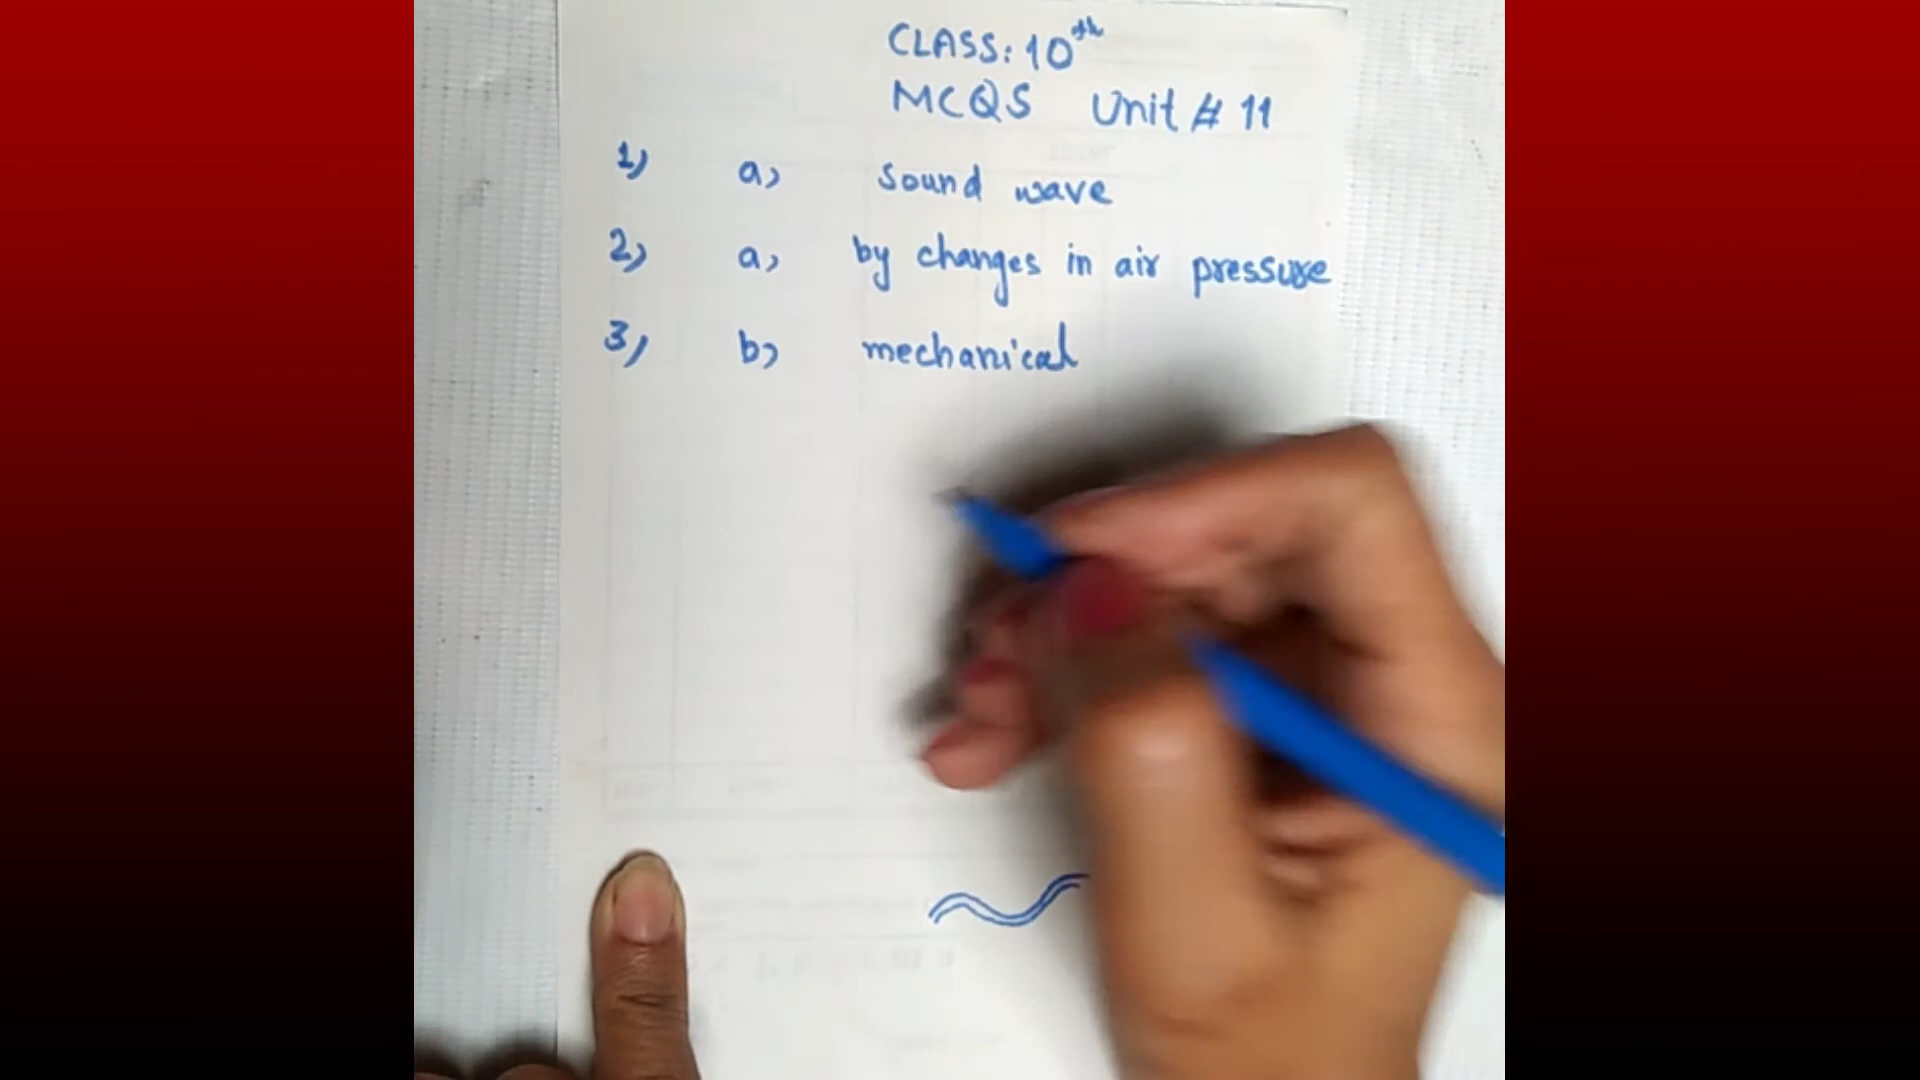 CLASS: 10th
MCQS Unit # 11
1) a) Sound wave
2) a) by changes in air pressure
3) b) mechanical